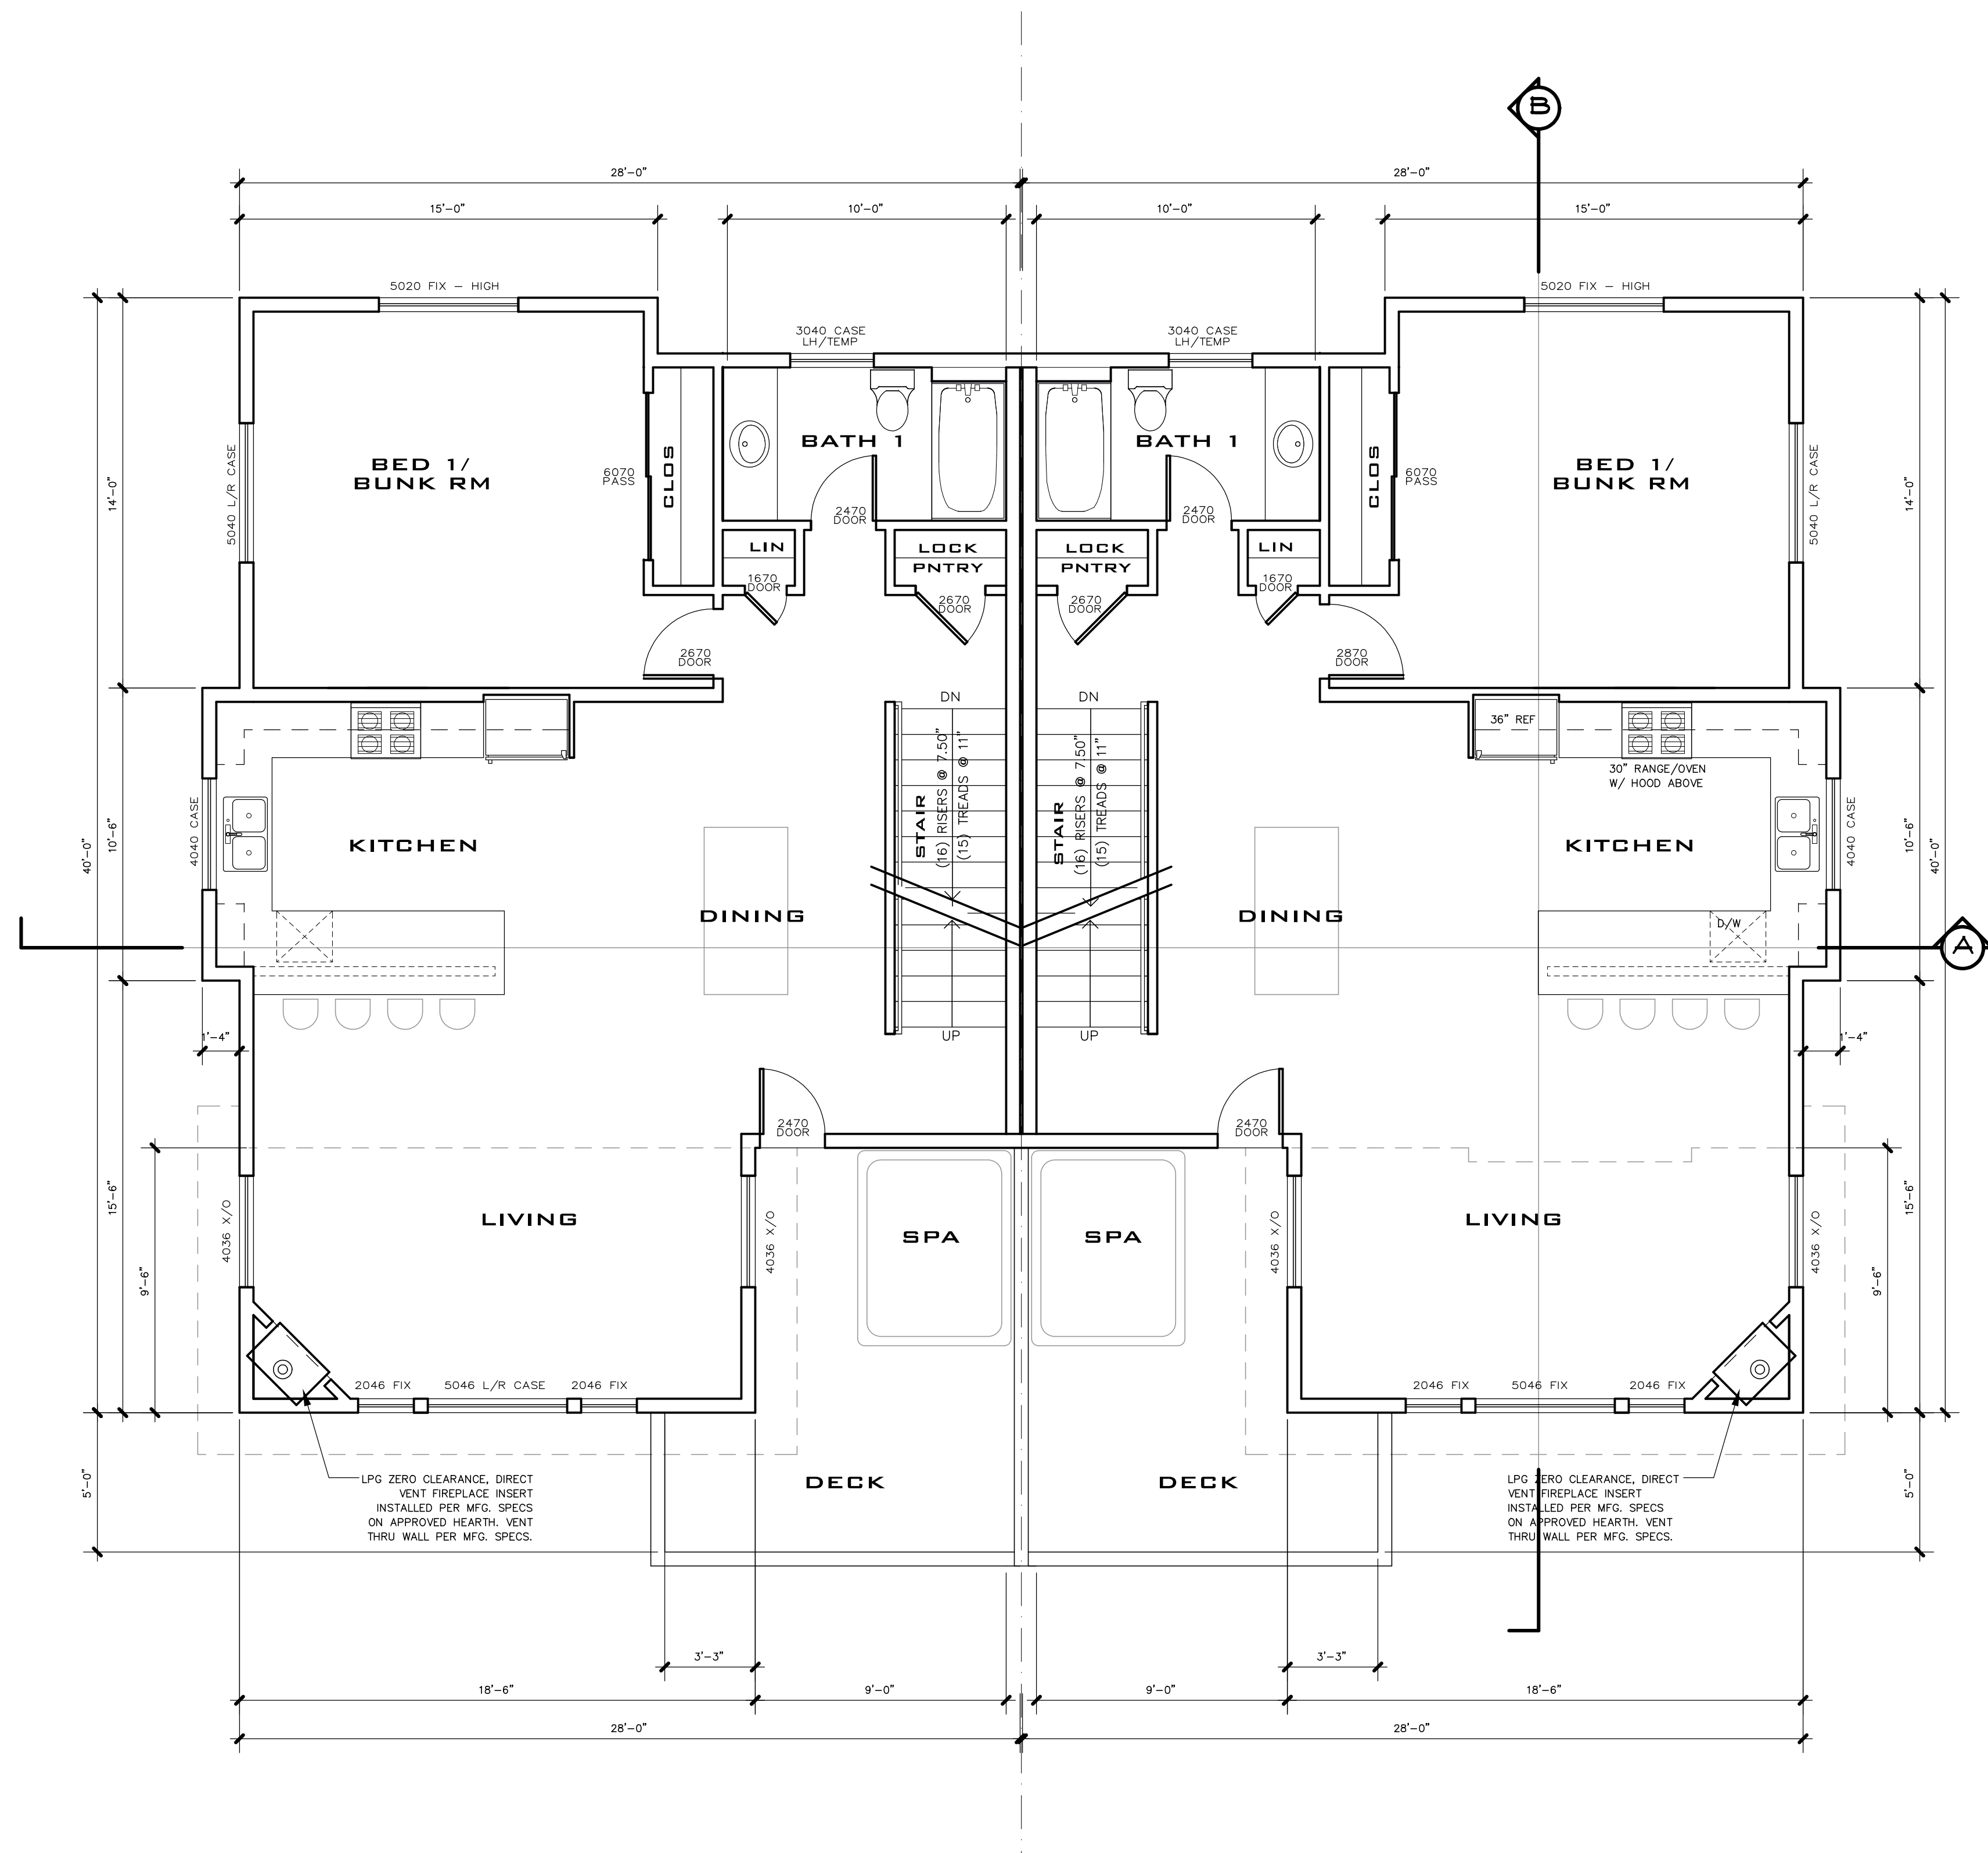 B
28'-0"
28'-0"
15'-0"
10'-0"
10'-0"
15'-0"
5020 FIX – HIGH
5020 FIX – HIGH
3040 CASE
LH/TEMP
3040 CASE
LH/TEMP
BED 1/
BUNK RM
5040 L/R CASE
14'-0"
6070
PASS
CLOS
BATH 1
2470
DOOR
BATH 1
2470
DOOR
CLOS
6070
PASS
BED 1/
BUNK RM
5040 L/R CASE
14'-0"
LIN
1670
DOOR
LOCK
PNTRY
2670
DOOR
LOCK
PNTRY
2670
DOOR
LIN
1670
DOOR
2670
DOOR
2870
DOOR
DN
DN
36" REF
30" RANGE/OVEN
W/ HOOD ABOVE
STAIR
(16) RISERS @ 7.50"
(15) TREADS @ 11"
STAIR
(16) RISERS @ 7.50"
(15) TREADS @ 11"
40'-0"
10'-6"
4040 CASE
KITCHEN
KITCHEN
4040 CASE
10'-6"
40'-0"
DINING
DINING
D/W
A
UP
UP
1'-4"
1'-4"
2470
DOOR
2470
DOOR
15'-6"
9'-6"
4036 X/O
LIVING
4036 X/O
SPA
SPA
4036 X/O
LIVING
4036 X/O
9'-6"
15'-6"
2046 FIX
5046 L/R CASE
2046 FIX
2046 FIX
5046 FIX
2046 FIX
5'-0"
LPG ZERO CLEARANCE, DIRECT
VENT FIREPLACE INSERT
INSTALLED PER MFG. SPECS
ON APPROVED HEARTH. VENT
THRU WALL PER MFG. SPECS.
DECK
DECK
LPG ZERO CLEARANCE, DIRECT
VENT FIREPLACE INSERT
INSTALLED PER MFG. SPECS
ON APPROVED HEARTH. VENT
THRU WALL PER MFG. SPECS.
5'-0"
3'-3"
3'-3"
18'-6"
9'-0"
9'-0"
18'-6"
28'-0"
28'-0"